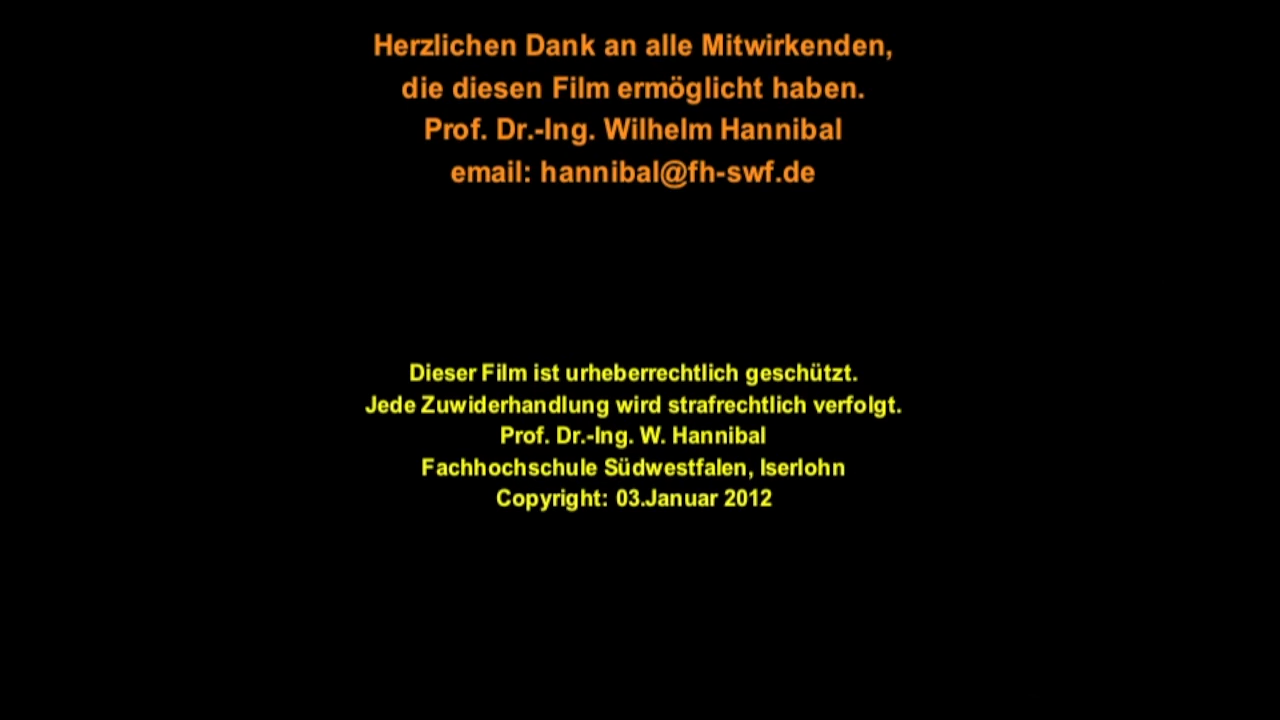 Herzlichen Dank an alle Mitwirkenden,
die diesen Film ermöglicht haben.
Prof. Dr.-Ing. Wilhelm Hannibal
email: hannibal@fh-swf.de
Dieser Film ist urheberrechtlich geschützt.
Jede Zuwiderhandlung wird strafrechtlich verfolgt.
Prof. Dr.-Ing. W. Hannibal
Fachhochschule Südwestfalen, Iserlohn
Copyright: 03.Januar 2012